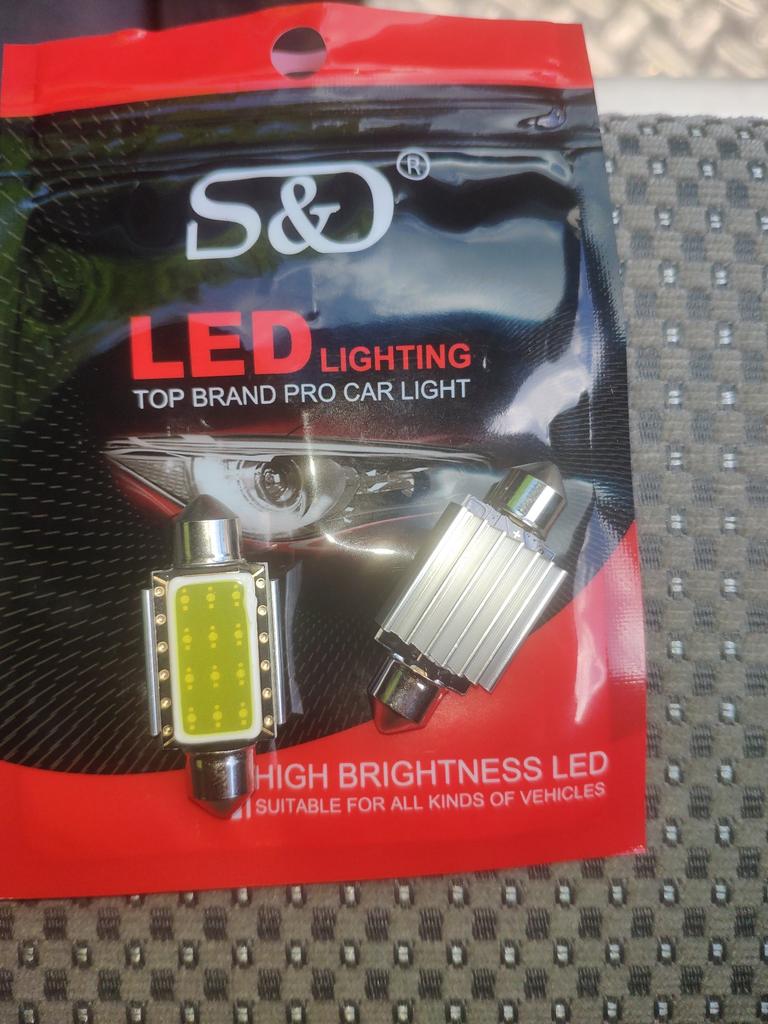 S&D®
LED LIGHTING
TOP BRAND PRO CAR LIGHT
HIGH BRIGHTNESS LED
SUITABLE FOR ALL KINDS OF VEHICLES